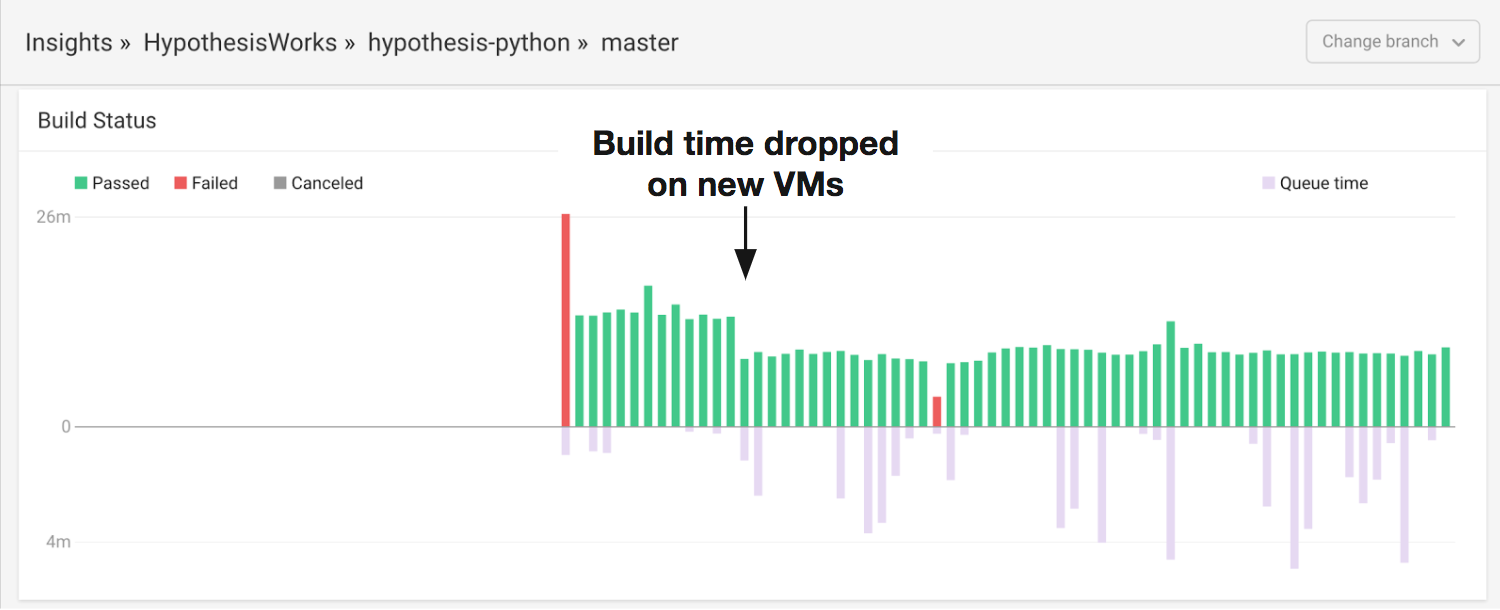 Insights » HypothesisWorks » hypothesis-python » master
Change branch
Build Status
Build time dropped
on new VMs
Passed
Failed
Canceled
Queue time
26m
0
4m